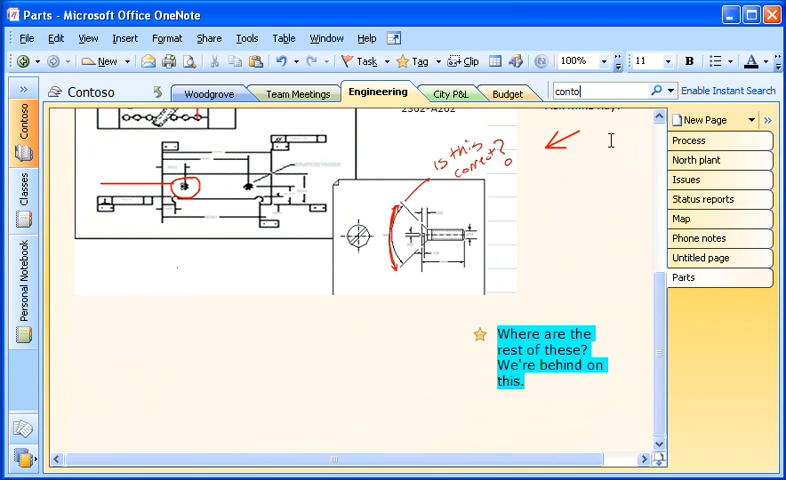 Parts - Microsoft Office OneNote
File Edit View Insert Format Share Tools Table Window Help
New Task Tag Clip 100% 11 B A
Contoso Woodgrove Team Meetings Engineering City P&L Budget conto Enable Instant Search
New Page
Process
North plant
Issues
Status reports
Map
Phone notes
Untitled page
Parts
Contoso
Classes
Personal Notebook
Is this
correct?
Where are the
rest of these?
We're behind on
this.